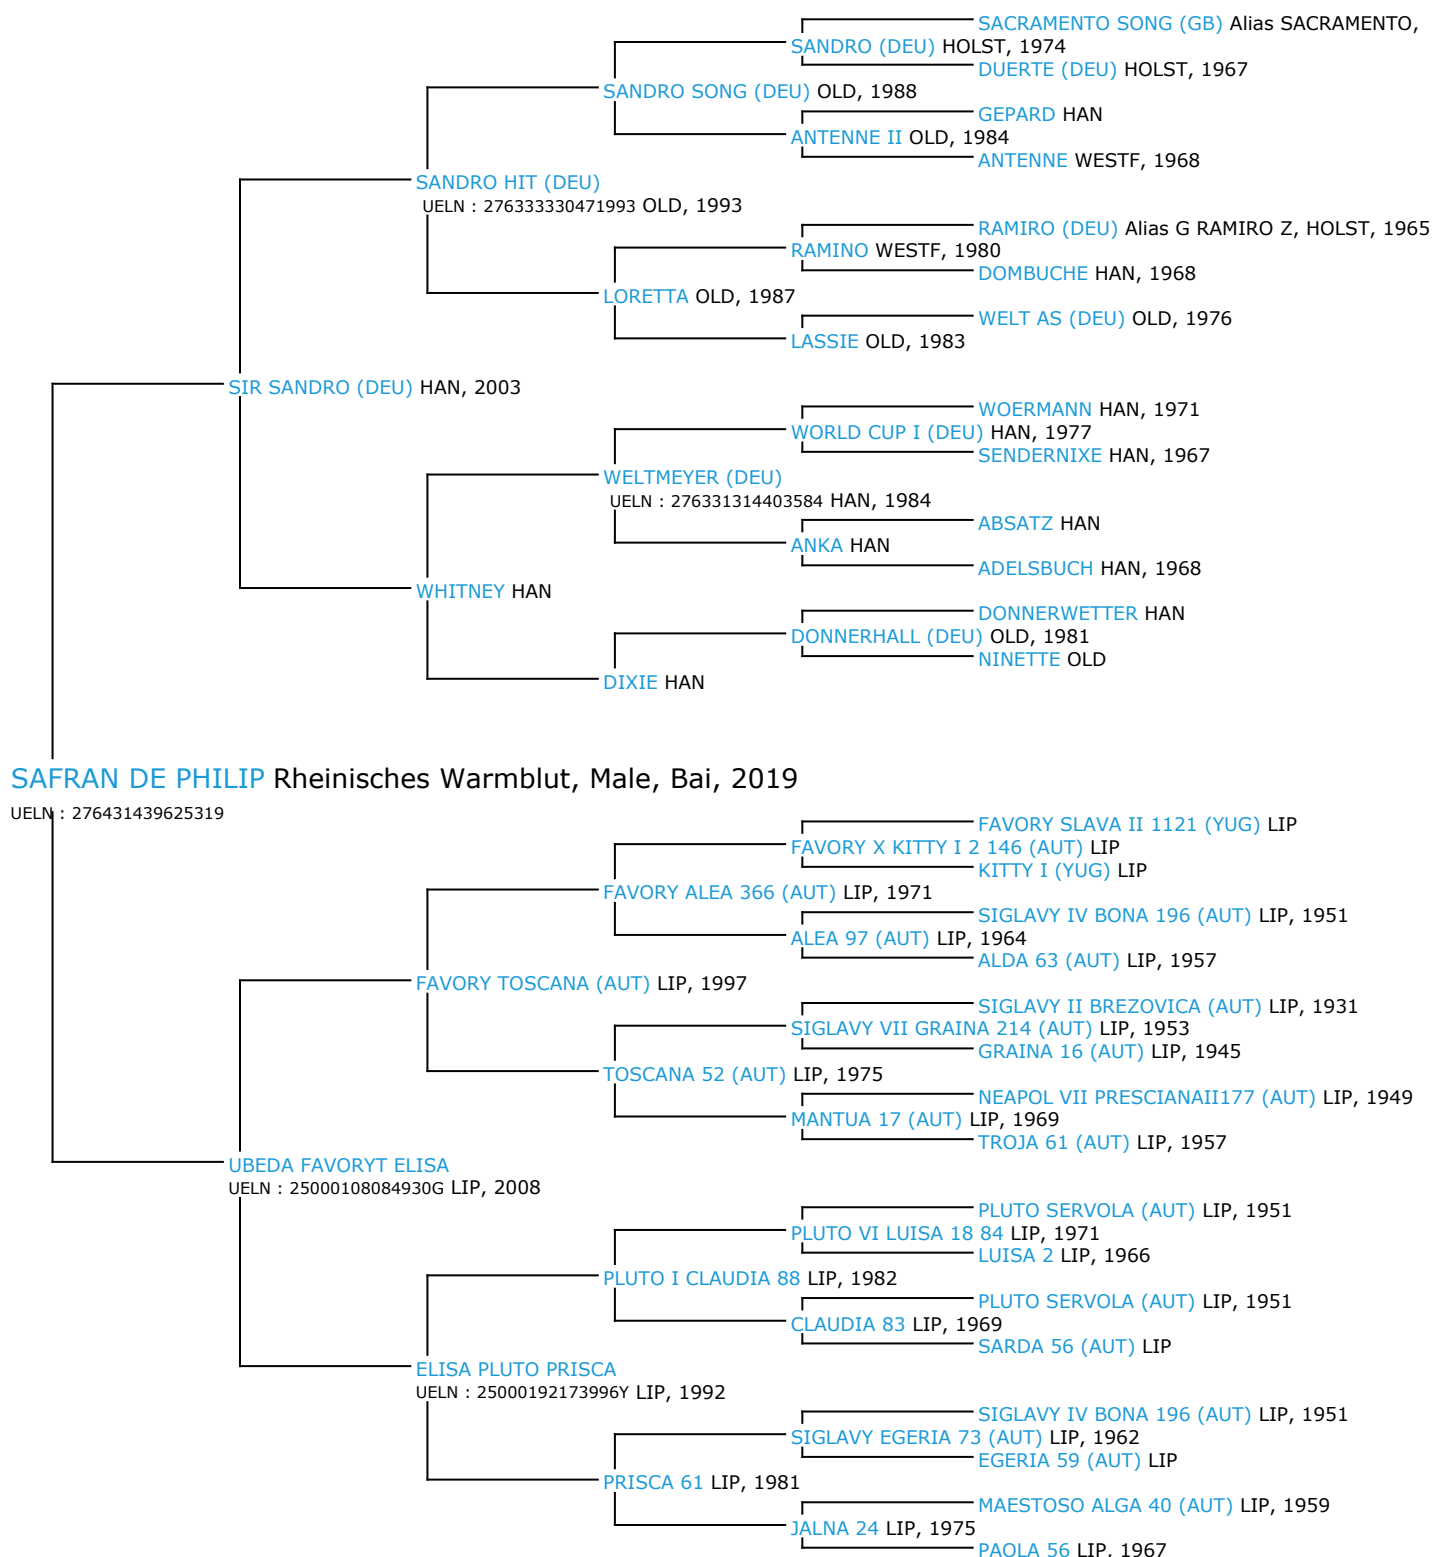 SACRAMENTO SONG (GB) Alias SACRAMENTO,
SANDRO (DEU) HOLST, 1974
DUERTE (DEU) HOLST, 1967
SANDRO SONG (DEU) OLD, 1988
GEPARD HAN
ANTENNE II OLD, 1984
ANTENNE WESTF, 1968
SANDRO HIT (DEU)
UELN : 276333330471993 OLD, 1993
RAMIRO (DEU) Alias G RAMIRO Z, HOLST, 1965
RAMINO WESTF, 1980
DOMBUCHE HAN, 1968
LORETTA OLD, 1987
WELT AS (DEU) OLD, 1976
LASSIE OLD, 1983
SIR SANDRO (DEU) HAN, 2003
WOERMANN HAN, 1971
WORLD CUP I (DEU) HAN, 1977
SENDERNIXE HAN, 1967
WELTMEYER (DEU)
UELN : 276331314403584 HAN, 1984
ABSATZ HAN
ANKA HAN
ADELSBUCH HAN, 1968
WHITNEY HAN
DONNERWETTER HAN
DONNERHALL (DEU) OLD, 1981
NINETTE OLD
DIXIE HAN
SAFRAN DE PHILIP Rheinisches Warmblut, Male, Bai, 2019
UELN : 276431439625319
FAVORY SLAVA II 1121 (YUG) LIP
FAVORY X KITTY I 2 146 (AUT) LIP
KITTY I (YUG) LIP
FAVORY ALEA 366 (AUT) LIP, 1971
SIGLAVY IV BONA 196 (AUT) LIP, 1951
ALEA 97 (AUT) LIP, 1964
ALDA 63 (AUT) LIP, 1957
FAVORY TOSCANA (AUT) LIP, 1997
SIGLAVY II BREZOVICA (AUT) LIP, 1931
SIGLAVY VII GRAINA 214 (AUT) LIP, 1953
GRAINA 16 (AUT) LIP, 1945
TOSCANA 52 (AUT) LIP, 1975
NEAPOL VII PRESCIANAII177 (AUT) LIP, 1949
MANTUA 17 (AUT) LIP, 1969
TROJA 61 (AUT) LIP, 1957
UBEDA FAVORYT ELISA
UELN : 25000108084930G LIP, 2008
PLUTO SERVOLA (AUT) LIP, 1951
PLUTO VI LUISA 18 84 LIP, 1971
LUISA 2 LIP, 1966
PLUTO I CLAUDIA 88 LIP, 1982
PLUTO SERVOLA (AUT) LIP, 1951
CLAUDIA 83 LIP, 1969
SARDA 56 (AUT) LIP
ELISA PLUTO PRISCA
UELN : 25000192173996Y LIP, 1992
SIGLAVY IV BONA 196 (AUT) LIP, 1951
SIGLAVY EGERIA 73 (AUT) LIP, 1962
EGERIA 59 (AUT) LIP
PRISCA 61 LIP, 1981
MAESTOSO ALGA 40 (AUT) LIP, 1959
JALNA 24 LIP, 1975
PAOLA 56 LIP, 1967